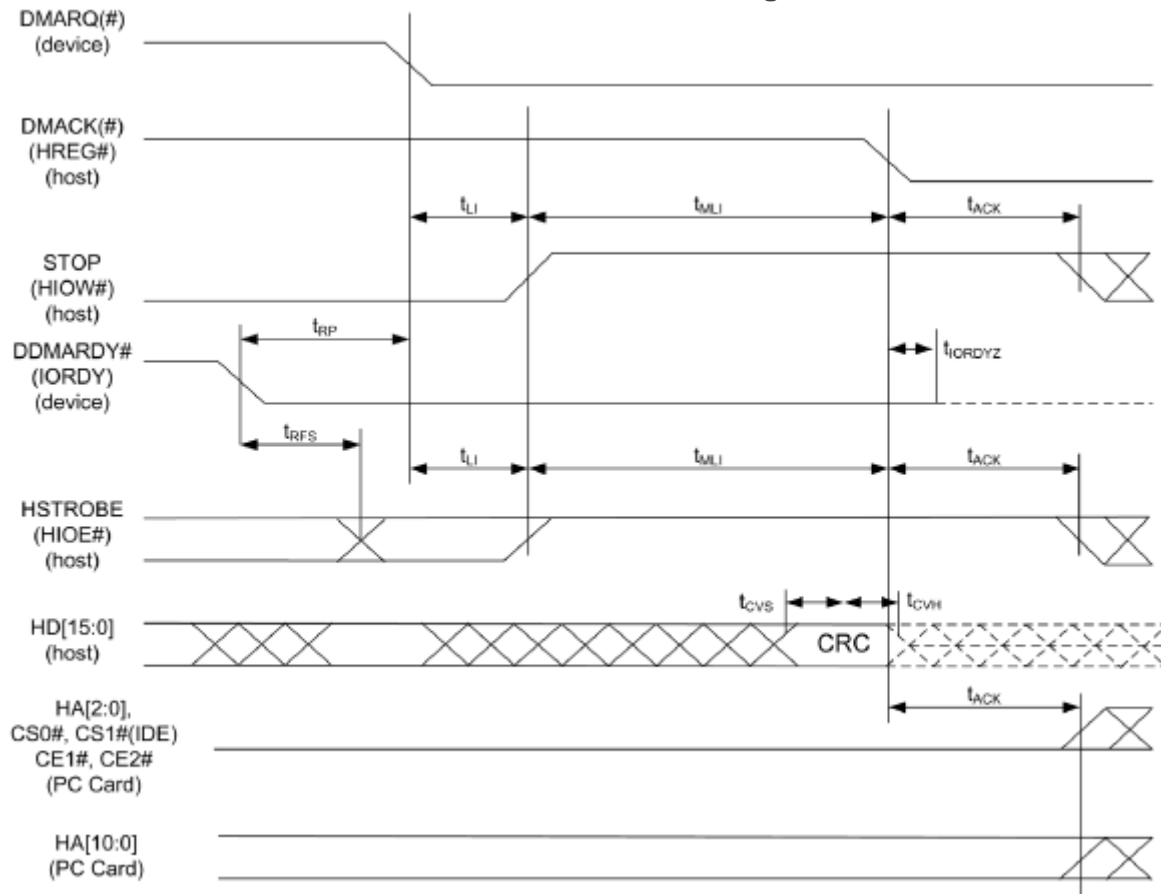 DMARQ(#)
(device)
DMACK(#)
(HREG#)
(host)
tLI
tMLI
tACK
STOP
(HIOW#)
(host)
tRP
DDMARDY#
(IORDY)
(device)
tIORDYZ
tRFS
tLI
tMLI
tACK
HSTROBE
(HIOE#)
(host)
tCVS
tCVH
HD[15:0]
(host)
CRC
HA[2:0],
CS0#, CS1#(IDE)
CE1#, CE2#
(PC Card)
tACK
HA[10:0]
(PC Card)